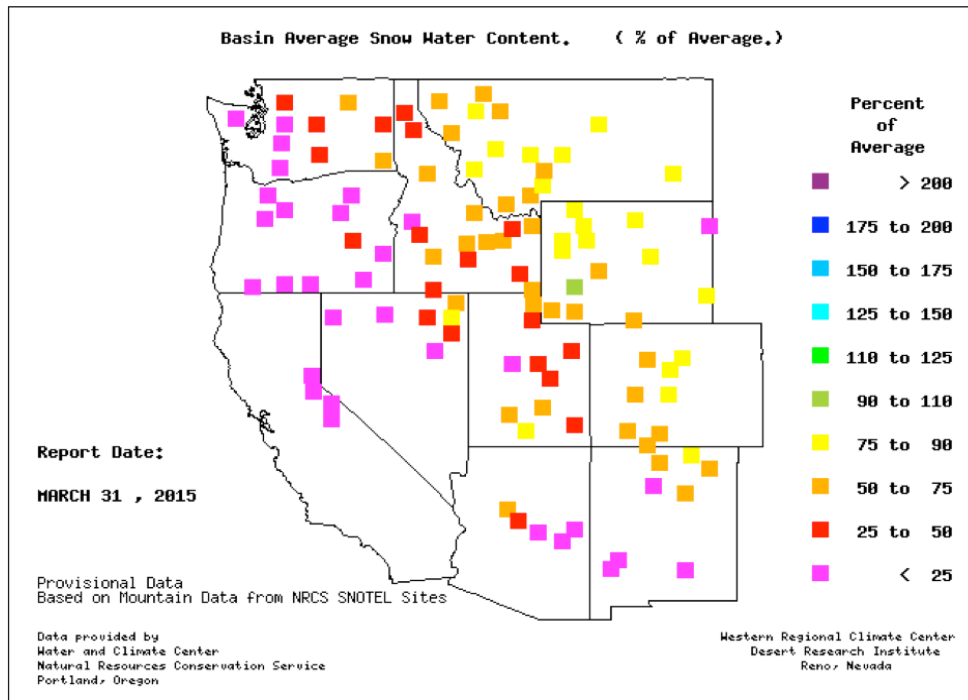 Basin Average Snow Water Content. ( % of Average.)
Percent
of
Average
> 200
175 to 200
150 to 175
125 to 150
110 to 125
90 to 110
75 to 90
50 to 75
25 to 50
< 25
Report Date:
MARCH 31 , 2015
Provisional Data
Based on Mountain Data from NRCS SNOTEL Sites
Data provided by
Water and Climate Center
Natural Resources Conservation Service
Portland, Oregon
Western Regional Climate Center
Desert Research Institute
Reno, Nevada